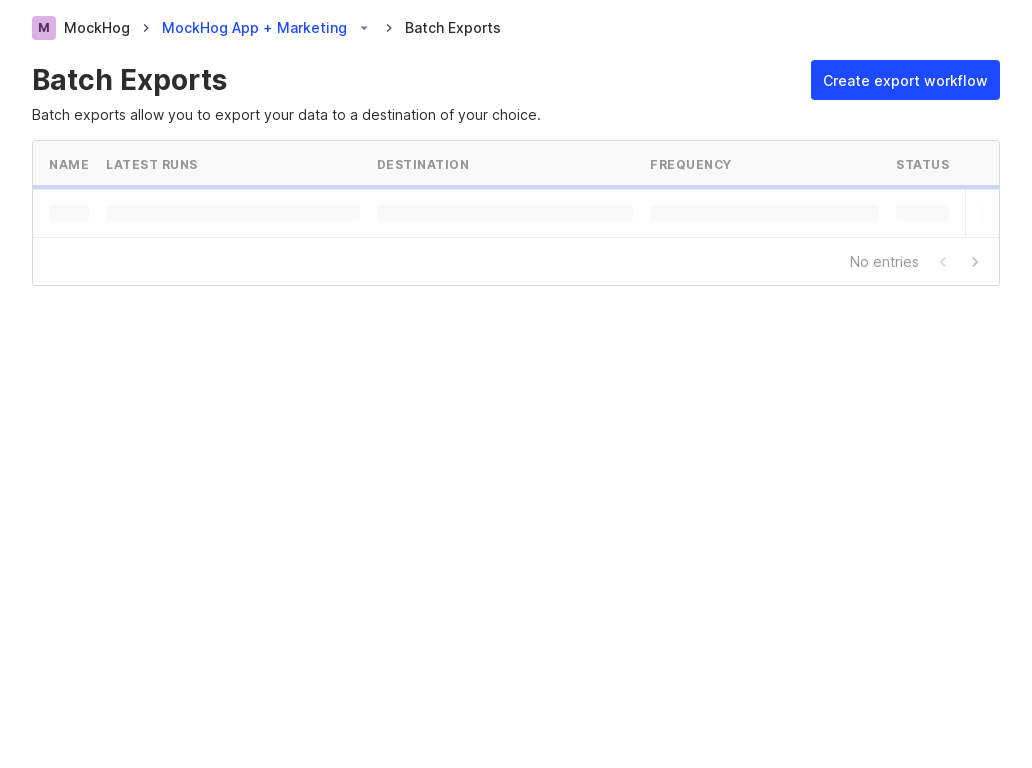 M MockHog MockHog App + Marketing Batch Exports
Batch Exports
Create export workflow
Batch exports allow you to export your data to a destination of your choice.
NAME LATEST RUNS DESTINATION FREQUENCY STATUS
No entries